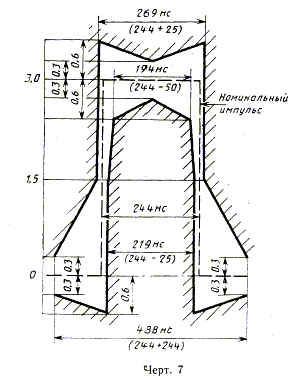 269 нс
(244+25)
0,3
0,6
194 нс
(244-50)
3,0
0,3
0,6
Номинальный
импульс
1,5
244 нс
219 нс
(244-25)
0,3
0,3
0
0,3
0,6
0,3
438 нс
(244+244)
Черт. 7